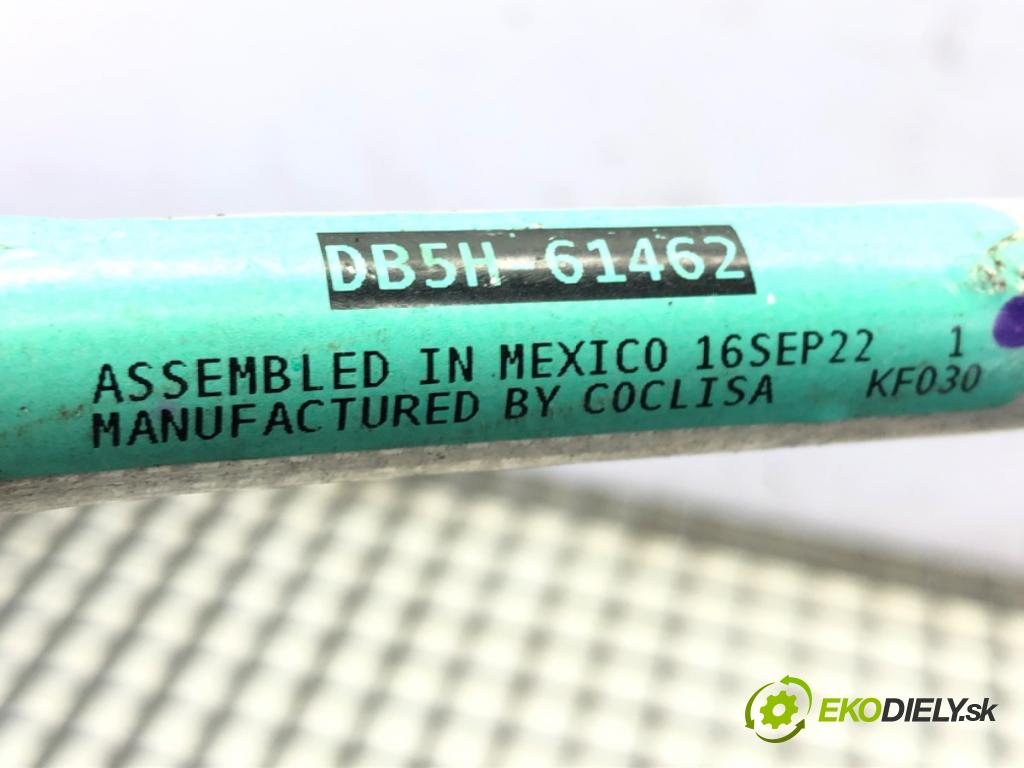 DB5H 61462
ASSEMBLED IN MEXICO 16SEP22 1
MANUFACTURED BY COCLISA KF030
EKODIELY.sk